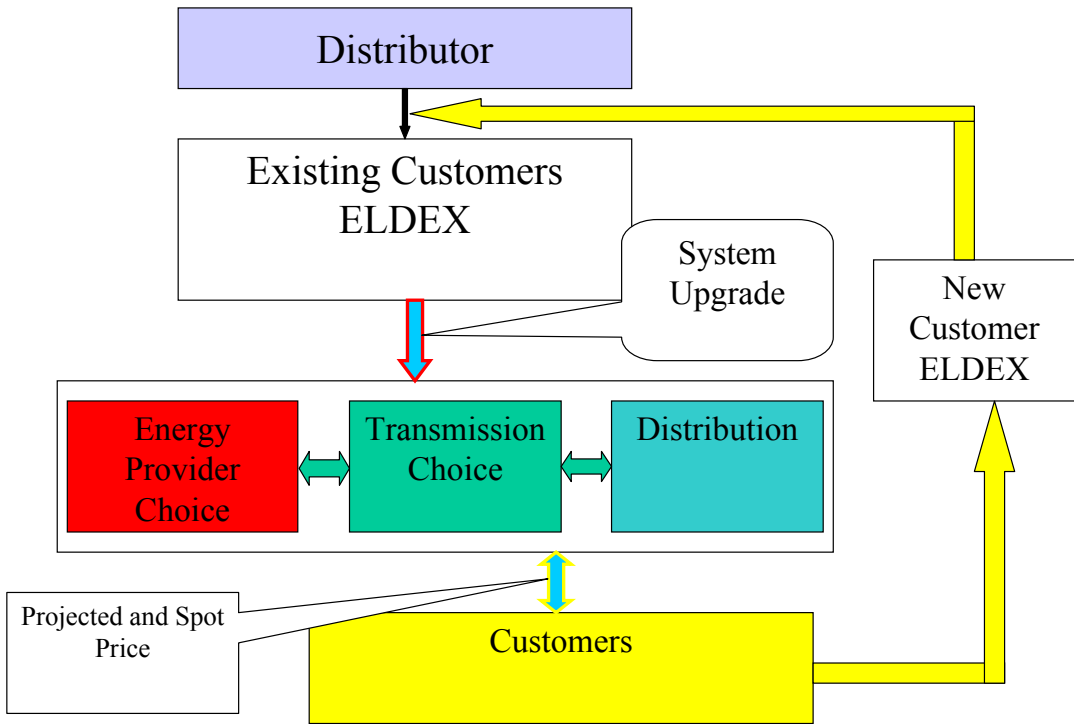 Distributor
Existing Customers
ELDEX
System
Upgrade
New
Customer
ELDEX
Energy
Provider
Choice
Transmission
Choice
Distribution
Projected and Spot
Price
Customers